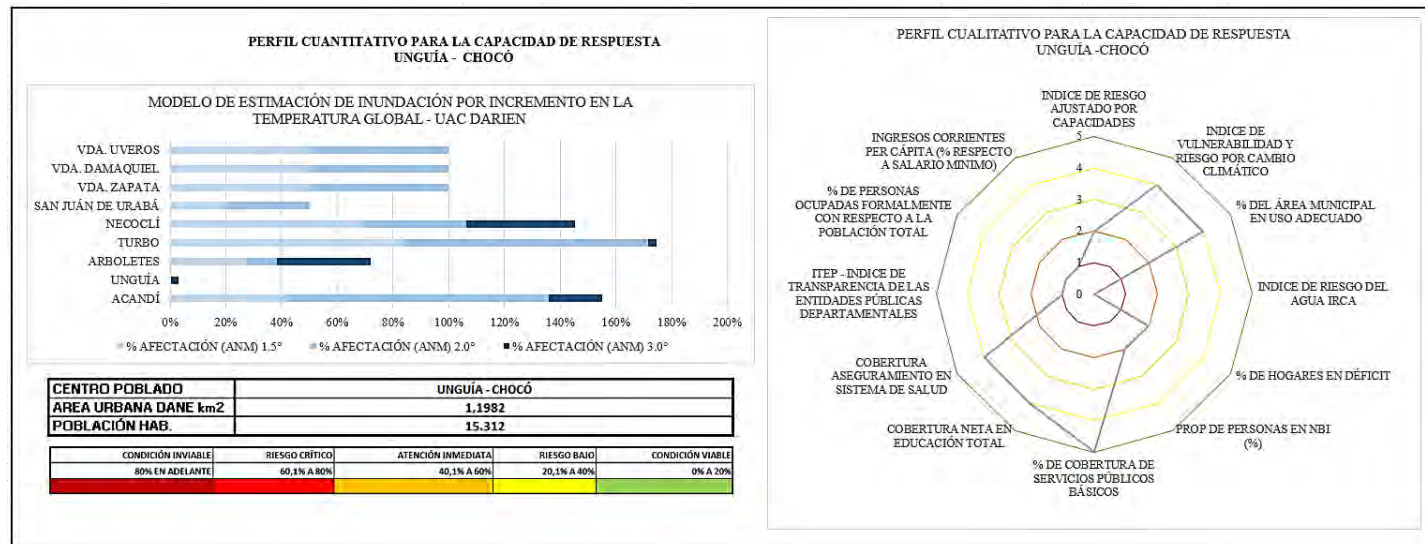 PERFIL CUANTITATIVO PARA LA CAPACIDAD DE RESPUESTA
UNGUÍA - CHOCÓ
MODELO DE ESTIMACIÓN DE INUNDACIÓN POR INCREMENTO EN LA
TEMPERATURA GLOBAL - UAC DARIEN
VDA. UVEROS
VDA. DAMAQUIEL
VDA. ZAPATA
SAN JUÁN DE URABÁ
NECOCLÍ
TURBO
ARBOLETES
UNGUÍA
ACANDÍ
0% 20% 40% 60% 80% 100% 120% 140% 160% 180% 200%
% AFECTACIÓN (ANM) 1.5° % AFECTACIÓN (ANM) 2.0° % AFECTACIÓN (ANM) 3.0°
CENTRO POBLADO UNGUÍA - CHOCÓ
AREA URBANA DANE km2 1,1982
POBLACIÓN HAB. 15.312
CONDICIÓN INVIABLE RIESGO CRÍTICO ATENCIÓN INMEDIATA RIESGO BAJO CONDICIÓN VIABLE
80% EN ADELANTE 60,1% A 80% 40,1% A 60% 20,1% A 40% 0% A 20%
PERFIL CUALITATIVO PARA LA CAPACIDAD DE RESPUESTA
UNGUÍA -CHOCÓ
INDICE DE RIESGO
AJUSTADO POR
CAPACIDADES
INDICE DE
VULNERABILIDAD Y
RIESGO POR CAMBIO
CLIMÁTICO
% DEL ÁREA MUNICIPAL
EN USO ADECUADO
INDICE DE RIESGO DEL
AGUA IRCA
% DE HOGARES EN DÉFICIT
PROP DE PERSONAS EN NBI
(%)
% DE COBERTURA DE
SERVICIOS PÚBLICOS
BÁSICOS
COBERTURA NETA EN
EDUCACIÓN TOTAL
COBERTURA
ASEGURAMIENTO EN
SISTEMA DE SALUD
ITEP - INDICE DE
TRANSPARENCIA DE LAS
ENTIDADES PÚBLICAS
DEPARTAMENTALES
% DE PERSONAS
OCUPADAS FORMALMENTE
CON RESPECTO A LA
POBLACIÓN TOTAL
INGRESOS CORRIENTES
PER CÁPITA (% RESPECTO
A SALARIO MINIMO)
5
4
3
2
1
0